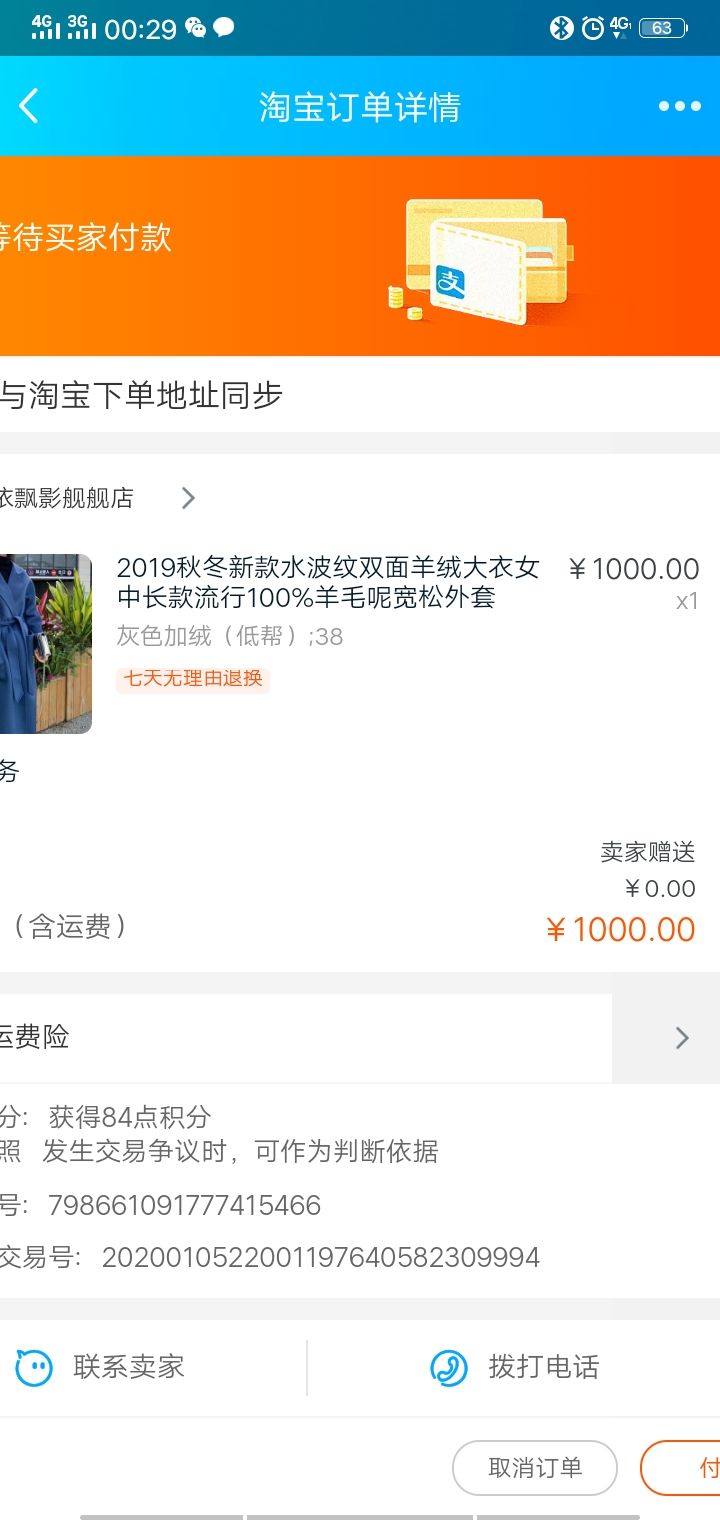 4G 3G 00:29 4G 63
淘宝订单详情
等待买家付款
支
与淘宝下单地址同步
衣飘影舰舰店
2019秋冬新款水波纹双面羊绒大衣女
中长款流行100%羊毛呢宽松外套
¥1000.00
x1
灰色加绒（低帮）;38
七天无理由退换
务
卖家赠送
¥0.00
（含运费）
¥1000.00
运费险
分: 获得84点积分
照 发生交易争议时，可作为判断依据
号: 798661091777415466
交易号: 2020010522001197640582309994
联系卖家
拨打电话
取消订单
付